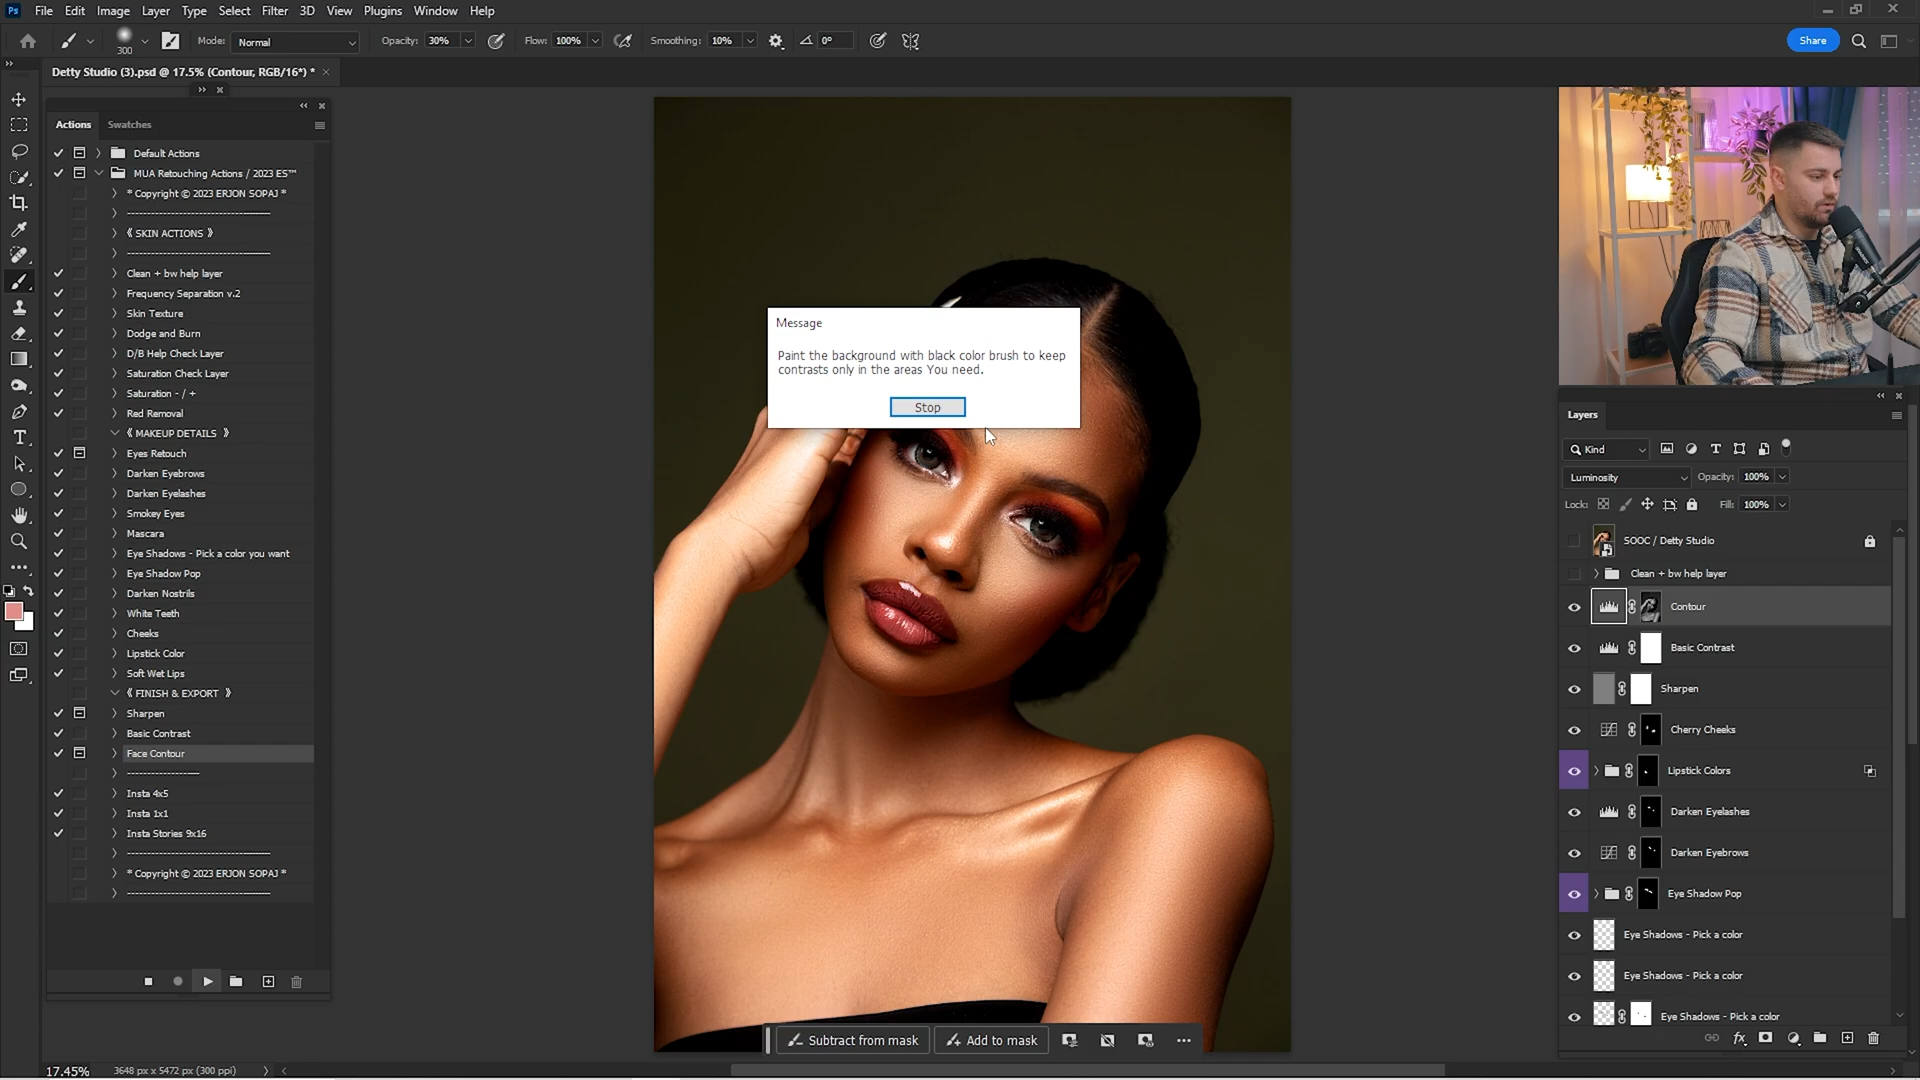 Ps File Edit Image Layer Type Select Filter 3D View Plugins Window Help
300 Mode: Normal Opacity: 30% Flow: 100% Smoothing: 10% 0° Share
Detty Studio (3).psd @ 17.5% (Contour, RGB/16*) *
Actions Swatches
Default Actions
MUA Retouching Actions / 2023 ES™
* Copyright © 2023 ERJON SOPAJ *
-----------------------------------
《 SKIN ACTIONS 》
-----------------------------------
Clean + bw help layer
Frequency Separation v.2
Skin Texture
Dodge and Burn
D/B Help Check Layer
Saturation Check Layer
Saturation - / +
Red Removal
《 MAKEUP DETAILS 》
Eyes Retouch
Darken Eyebrows
Darken Eyelashes
Smokey Eyes
Mascara
Eye Shadows - Pick a color you want
Eye Shadow Pop
Darken Nostrils
White Teeth
Cheeks
Lipstick Color
Soft Wet Lips
《 FINISH & EXPORT 》
Sharpen
Basic Contrast
Face Contour
------------------
Insta 4x5
Insta 1x1
Insta Stories 9x16
-----------------------------------
* Copyright © 2023 ERJON SOPAJ *
-----------------------------------
Message
Paint the background with black color brush to keep
contrasts only in the areas You need.
Stop
Subtract from mask Add to mask
Layers
Kind
Luminosity Opacity: 100%
Lock: Fill: 100%
SOOC / Detty Studio
Clean + bw help layer
Contour
Basic Contrast
Sharpen
Cherry Cheeks
Lipstick Colors
Darken Eyelashes
Darken Eyebrows
Eye Shadow Pop
Eye Shadows - Pick a color
Eye Shadows - Pick a color
Eye Shadows - Pick a color
fx
17.45% 3648 px x 5472 px (300 ppi)